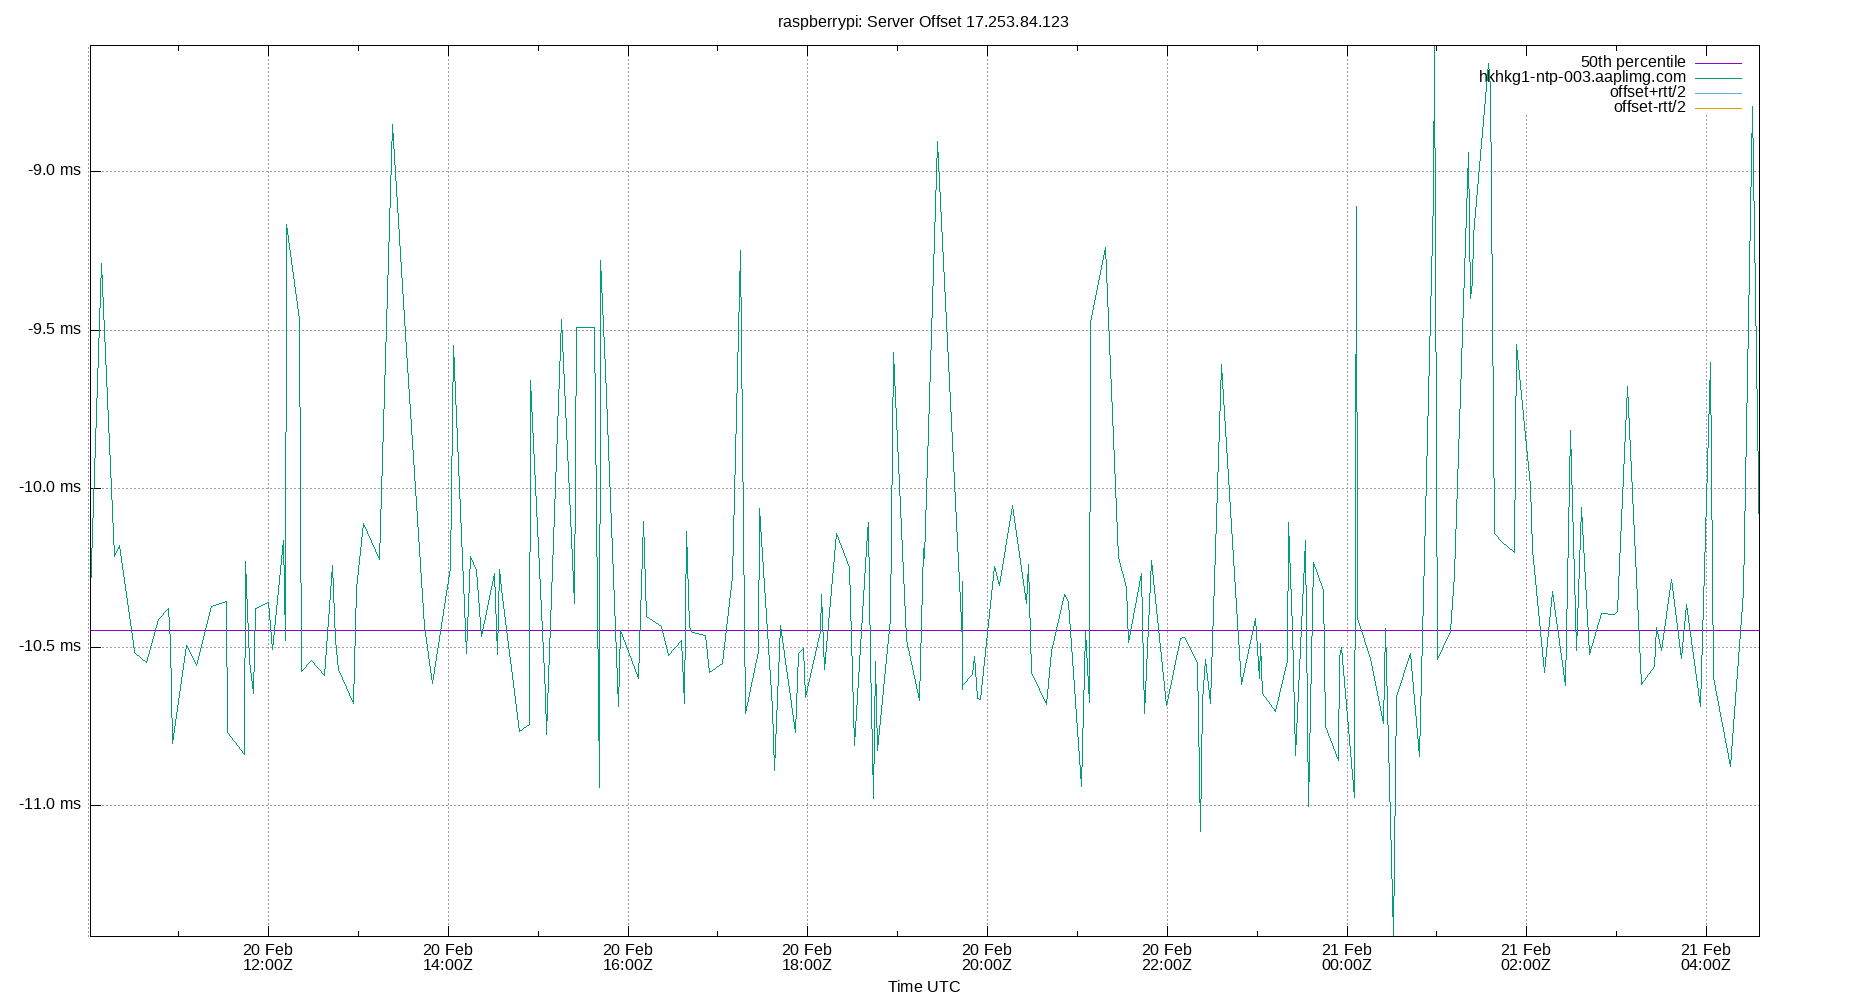 raspberrypi: Server Offset 17.253.84.123
50th percentile
hkhkg1-ntp-003.aaplimg.com
offset+rtt/2
offset-rtt/2
-9.0 ms
-9.5 ms
-10.0 ms
-10.5 ms
-11.0 ms
20 Feb 20 Feb 20 Feb 20 Feb 20 Feb 20 Feb 21 Feb 21 Feb 21 Feb
12:00Z 14:00Z 16:00Z 18:00Z 20:00Z 22:00Z 00:00Z 02:00Z 04:00Z
Time UTC